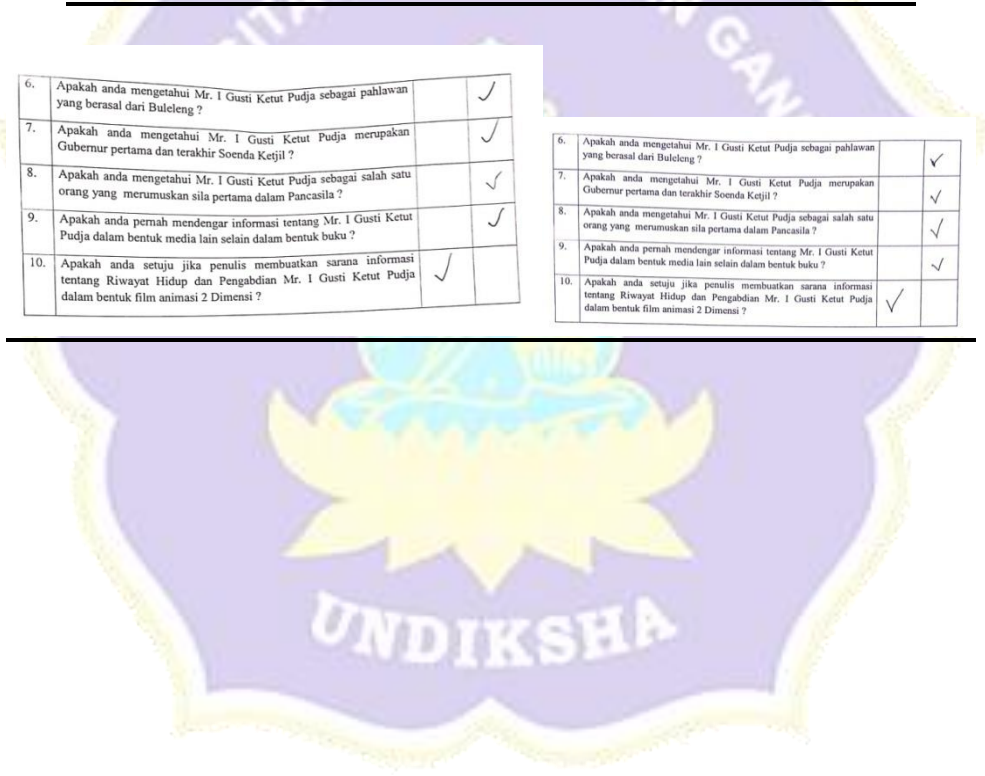 6. Apakah anda mengetahui Mr. I Gusti Ketut Pudja sebagai pahlawan
yang berasal dari Buleleng ?
7. Apakah anda mengetahui Mr. I Gusti Ketut Pudja merupakan
Gubernur pertama dan terakhir Soenda Ketjil ?
8. Apakah anda mengetahui Mr. I Gusti Ketut Pudja sebagai salah satu
orang yang merumuskan sila pertama dalam Pancasila ?
9. Apakah anda pernah mendengar informasi tentang Mr. I Gusti Ketut
Pudja dalam bentuk media lain selain dalam bentuk buku ?
10. Apakah anda setuju jika penulis membuatkan sarana informasi
tentang Riwayat Hidup dan Pengabdian Mr. I Gusti Ketut Pudja
dalam bentuk film animasi 2 Dimensi ?
6. Apakah anda mengetahui Mr. I Gusti Ketut Pudja sebagai pahlawan
yang berasal dari Buleleng ?
7. Apakah anda mengetahui Mr. I Gusti Ketut Pudja merupakan
Gubernur pertama dan terakhir Soenda Ketjil ?
8. Apakah anda mengetahui Mr. I Gusti Ketut Pudja sebagai salah satu
orang yang merumuskan sila pertama dalam Pancasila ?
9. Apakah anda pernah mendengar informasi tentang Mr. I Gusti Ketut
Pudja dalam bentuk media lain selain dalam bentuk buku ?
10. Apakah anda setuju jika penulis membuatkan sarana informasi
tentang Riwayat Hidup dan Pengabdian Mr. I Gusti Ketut Pudja
dalam bentuk film animasi 2 Dimensi ?
UNDIKSHA